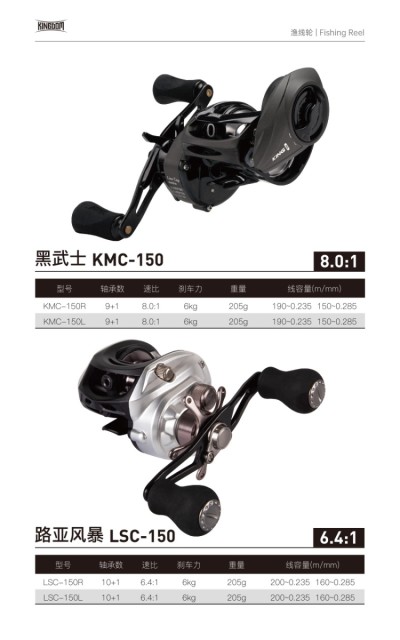 KINGDOM
渔线轮 | Fishing Reel
黑武士 KMC-150
8.0:1
型号 轴承数 速比 刹车力 重量 线容量(m/mm)
KMC-150R 9+1 8.0:1 6kg 205g 190-0.235 150-0.285
KMC-150L 9+1 8.0:1 6kg 205g 190-0.235 150-0.285
路亚风暴 LSC-150
6.4:1
型号 轴承数 速比 刹车力 重量 线容量(m/mm)
LSC-150R 10+1 6.4:1 6kg 205g 200-0.235 160-0.285
LSC-150L 10+1 6.4:1 6kg 205g 200-0.235 160-0.285